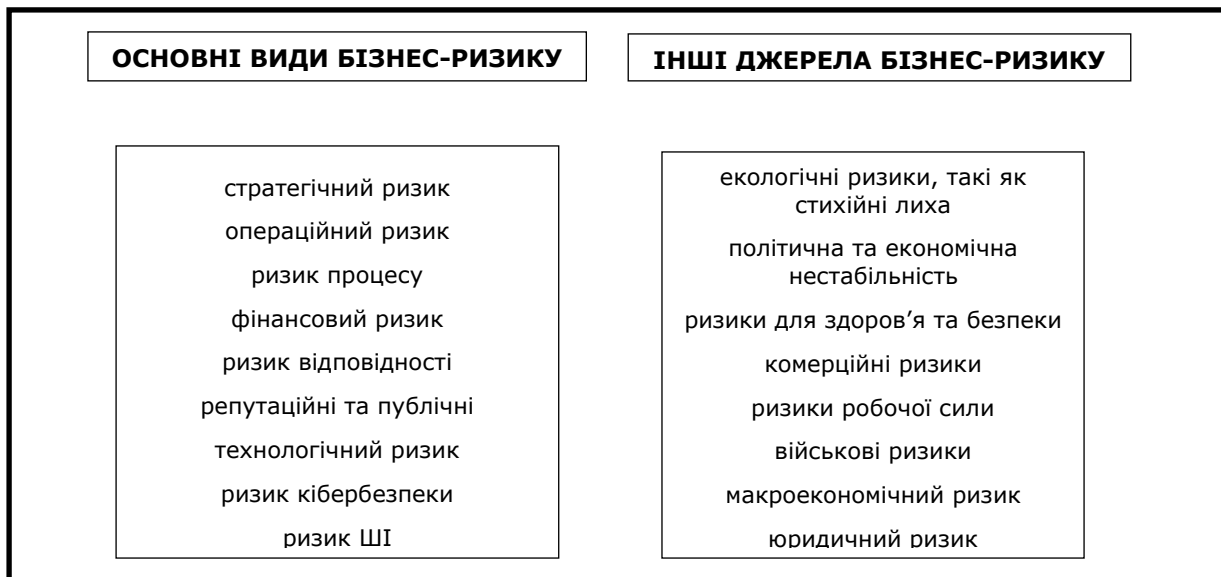 ОСНОВНІ ВИДИ БІЗНЕС-РИЗИКУ
стратегічний ризик
операційний ризик
ризик процесу
фінансовий ризик
ризик відповідності
репутаційні та публічні
технологічний ризик
ризик кібербезпеки
ризик ШІ
ІНШІ ДЖЕРЕЛА БІЗНЕС-РИЗИКУ
екологічні ризики, такі як
стихійні лиха
політична та економічна
нестабільність
ризики для здоров’я та безпеки
комерційні ризики
ризики робочої сили
військові ризики
макроекономічний ризик
юридичний ризик